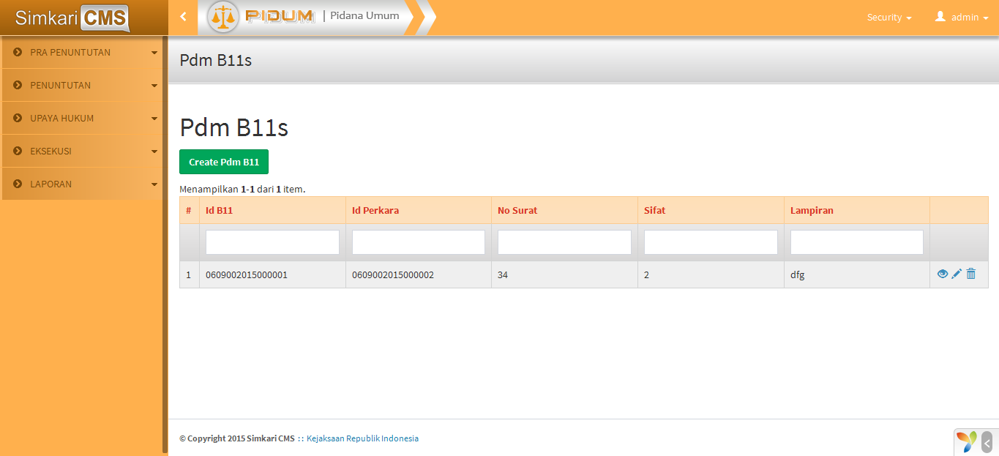 Simkari CMS
PIDUM | Pidana Umum
Security
admin
PRA PENUNTUTAN
PENUNTUTAN
UPAYA HUKUM
EKSEKUSI
LAPORAN
Pdm B11s
Pdm B11s
Create Pdm B11
Menampilkan 1-1 dari 1 item.
# Id B11 Id Perkara No Surat Sifat Lampiran
1 0609002015000001 0609002015000002 34 2 dfg
© Copyright 2015 Simkari CMS :: Kejaksaan Republik Indonesia